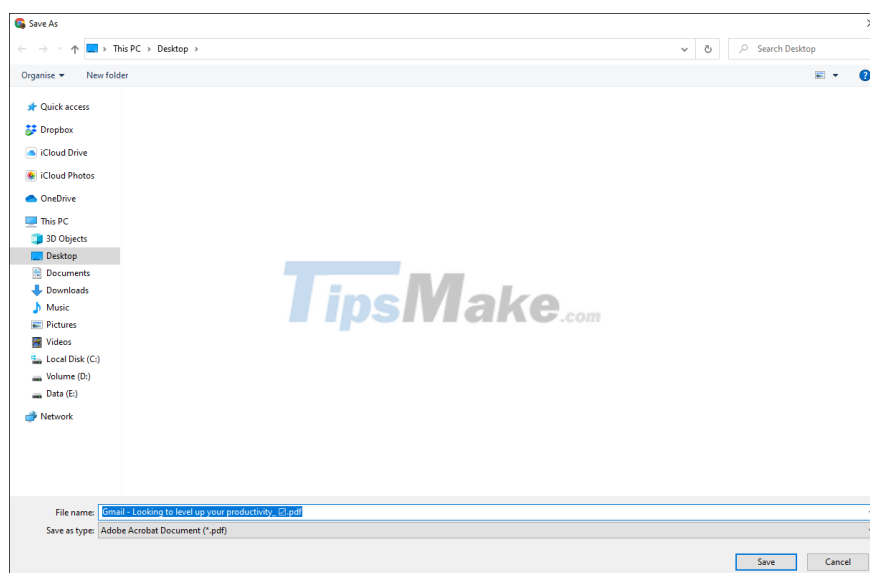 Save As
This PC > Desktop >
Search Desktop
Organise New folder
Quick access
Dropbox
iCloud Drive
iCloud Photos
OneDrive
This PC
3D Objects
Desktop
Documents
Downloads
Music
Pictures
Videos
Local Disk (C:)
Volume (D:)
Data (E:)
Network
TipsMake.com
File name: Gmail - Looking to level up your productivity_ ☑.pdf
Save as type: Adobe Acrobat Document (*.pdf)
Save Cancel